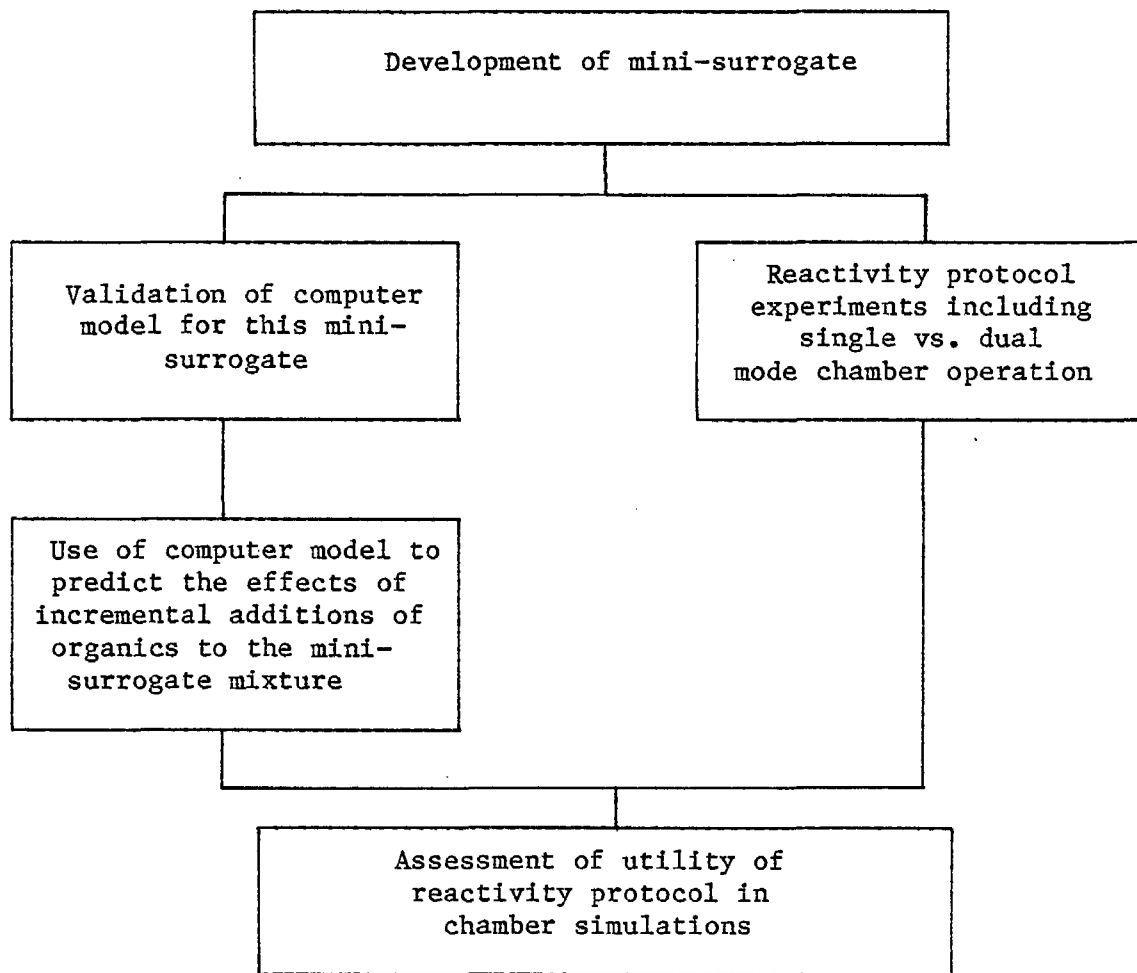 Development of mini-surrogate
Validation of computer
model for this mini-
surrogate
Reactivity protocol
experiments including
single vs. dual
mode chamber operation
Use of computer model to
predict the effects of
incremental additions of
organics to the mini-
surrogate mixture
Assessment of utility of
reactivity protocol in
chamber simulations